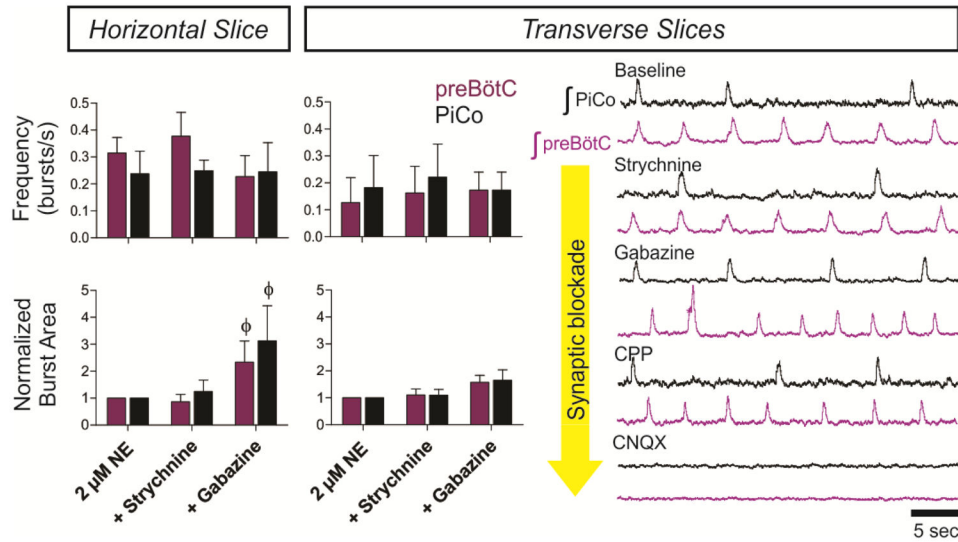 Horizontal Slice
Transverse Slices
Frequency
(bursts/s)
0.5
0.4
0.3
0.2
0.1
0.0
Normalized
Burst Area
5
4
3
2
1
0
ϕ
ϕ
2 µM NE
+ Strychnine
+ Gabazine
preBötC
PiCo
0.5
0.4
0.3
0.2
0.1
0.0
5
4
3
2
1
0
2 µM NE
+ Strychnine
+ Gabazine
Baseline
∫ PiCo
∫ preBötC
Strychnine
Gabazine
CPP
CNQX
Synaptic blockade
5 sec